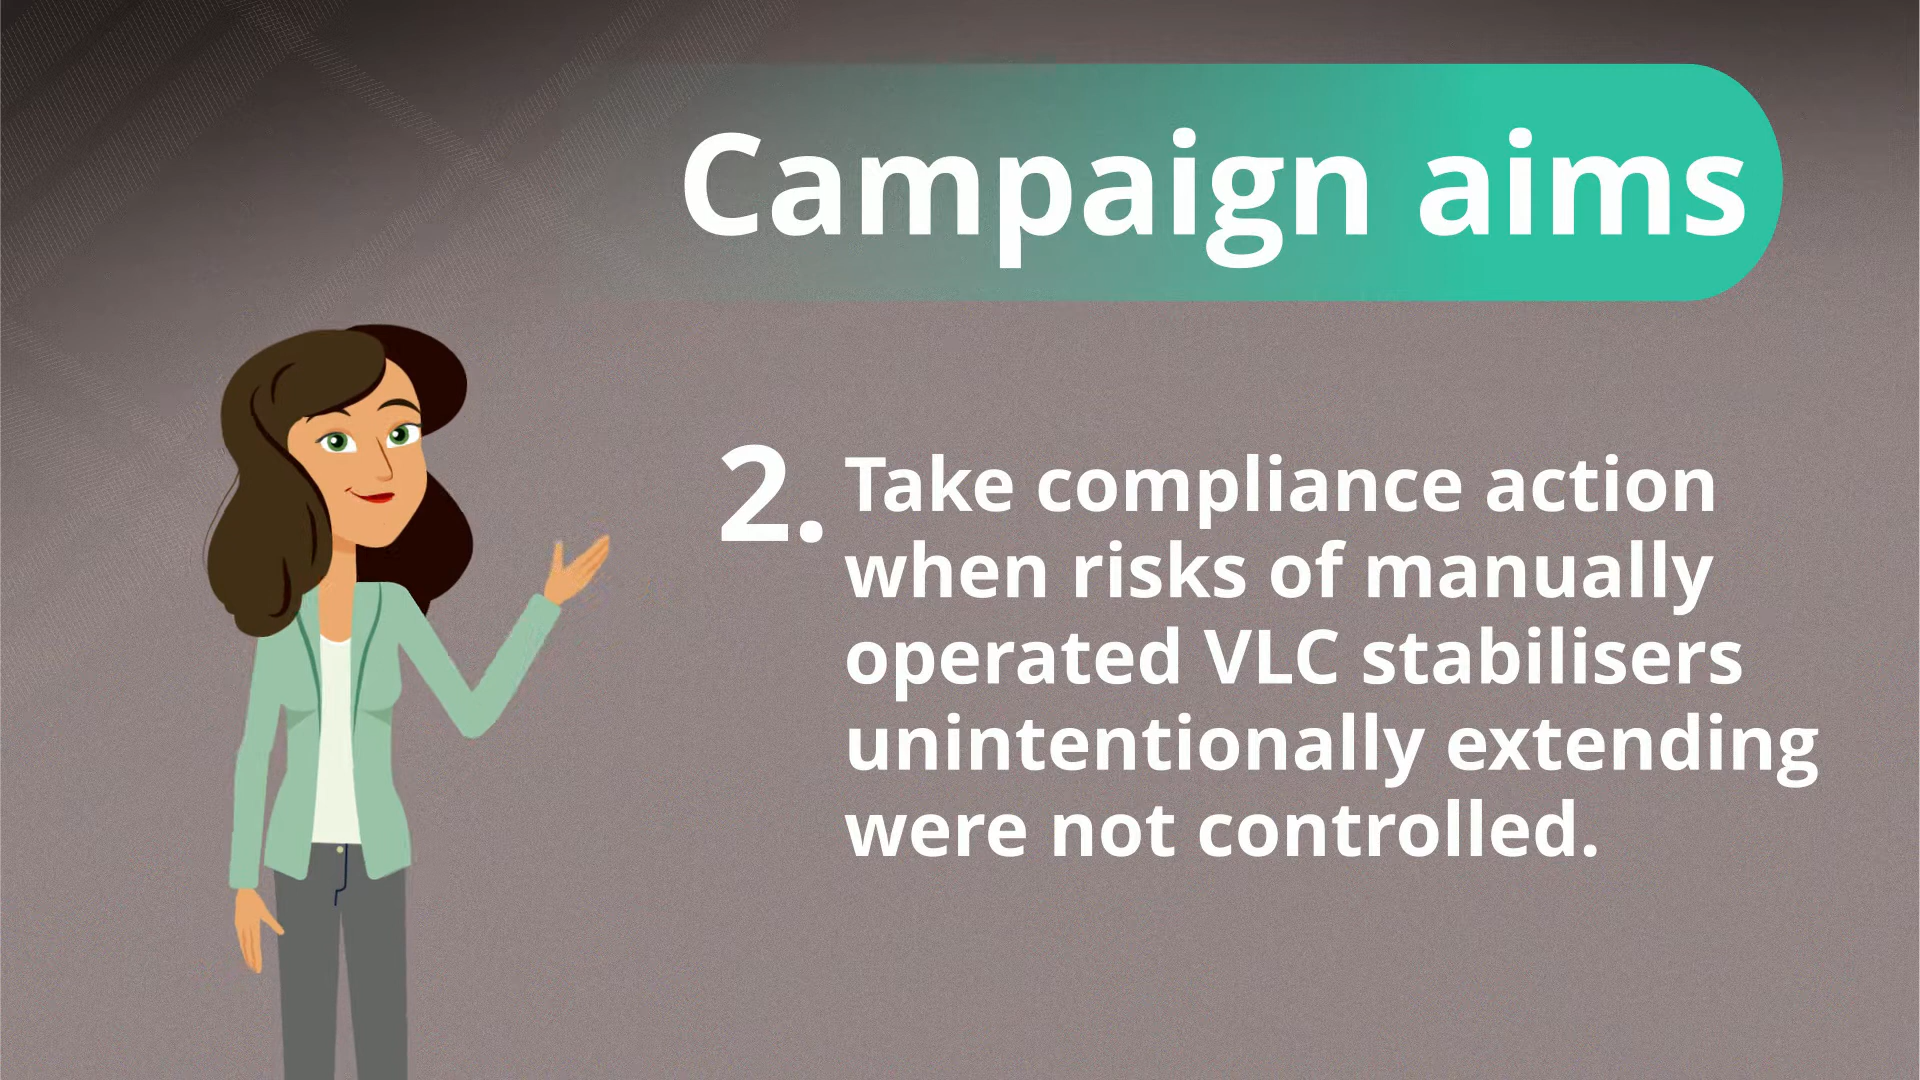 Campaign aims
2. Take compliance action
when risks of manually
operated VLC stabilisers
unintentionally extending
were not controlled.